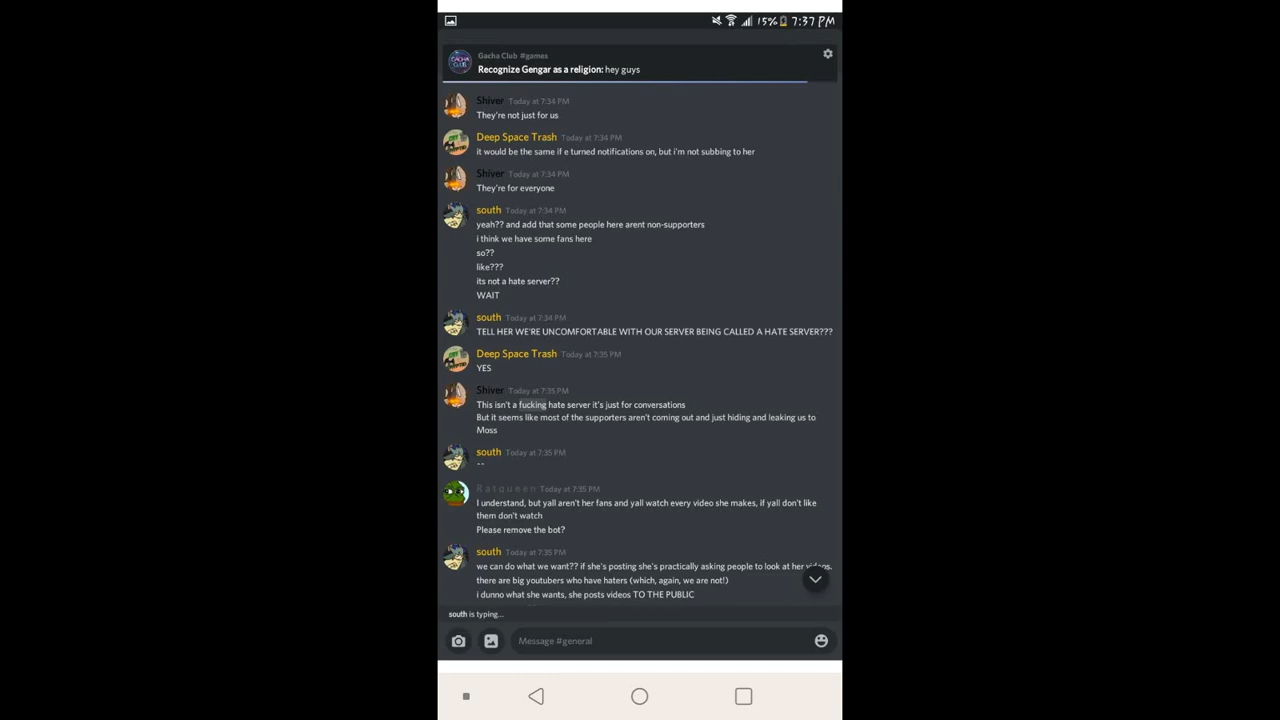 15% 7:37 PM
GACHA CLUB
Gacha Club #games
Recognize Gengar as a religion: hey guys
Shiver Today at 7:34 PM
They're not just for us
Deep Space Trash Today at 7:34 PM
it would be the same if e turned notifications on, but i'm not subbing to her
Shiver Today at 7:34 PM
They're for everyone
south Today at 7:34 PM
yeah?? and add that some people here arent non-supporters
i think we have some fans here
so??
like???
its not a hate server??
WAIT
south Today at 7:34 PM
TELL HER WE'RE UNCOMFORTABLE WITH OUR SERVER BEING CALLED A HATE SERVER???
Deep Space Trash Today at 7:35 PM
YES
Shiver Today at 7:35 PM
This isn't a fucking hate server it's just for conversations
But it seems like most of the supporters aren't coming out and just hiding and leaking us to
Moss
south Today at 7:35 PM
^^
R a t q u e e n Today at 7:35 PM
I understand, but yall aren't her fans and yall watch every video she makes, if yall don't like
them don't watch
Please remove the bot?
south Today at 7:35 PM
we can do what we want?? if she's posting she's practically asking people to look at her videos.
there are big youtubers who have haters (which, again, we are not!)
i dunno what she wants, she posts videos TO THE PUBLIC
south is typing...
Message #general